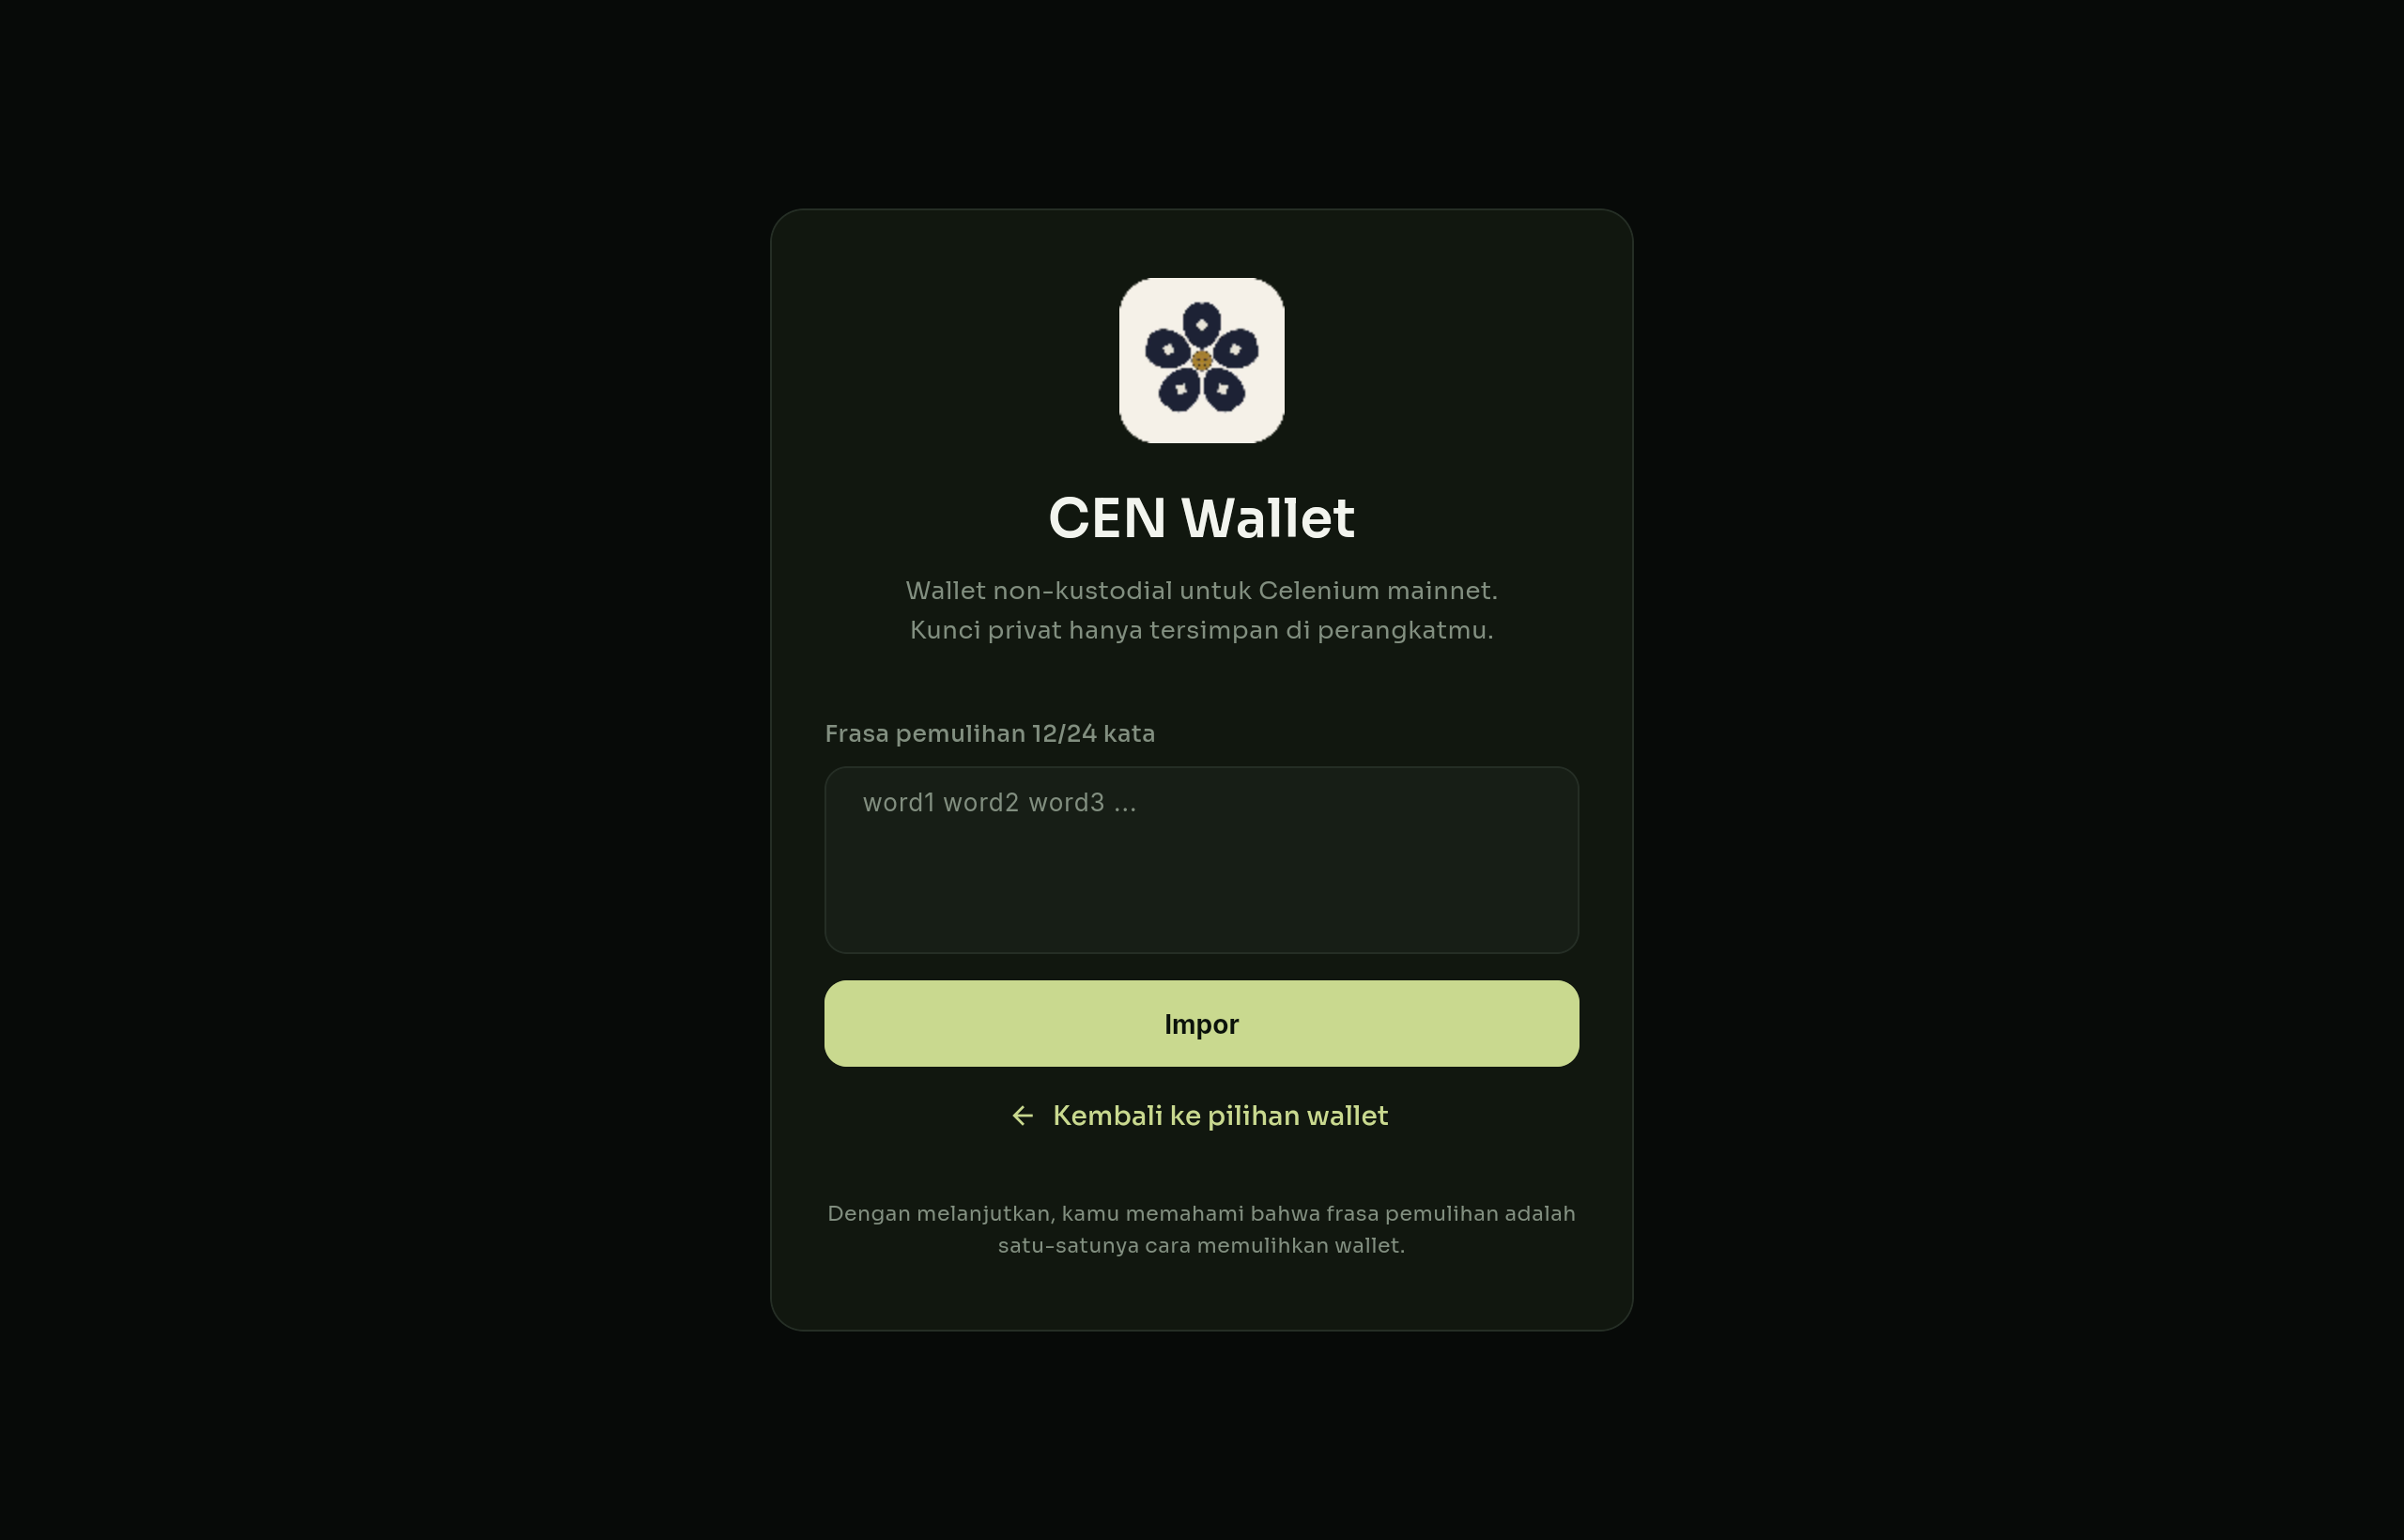 CEN Wallet
Wallet non-kustodial untuk Celenium mainnet.
Kunci privat hanya tersimpan di perangkatmu.
Frasa pemulihan 12/24 kata
word1 word2 word3 ...
Impor
← Kembali ke pilihan wallet
Dengan melanjutkan, kamu memahami bahwa frasa pemulihan adalah
satu-satunya cara memulihkan wallet.